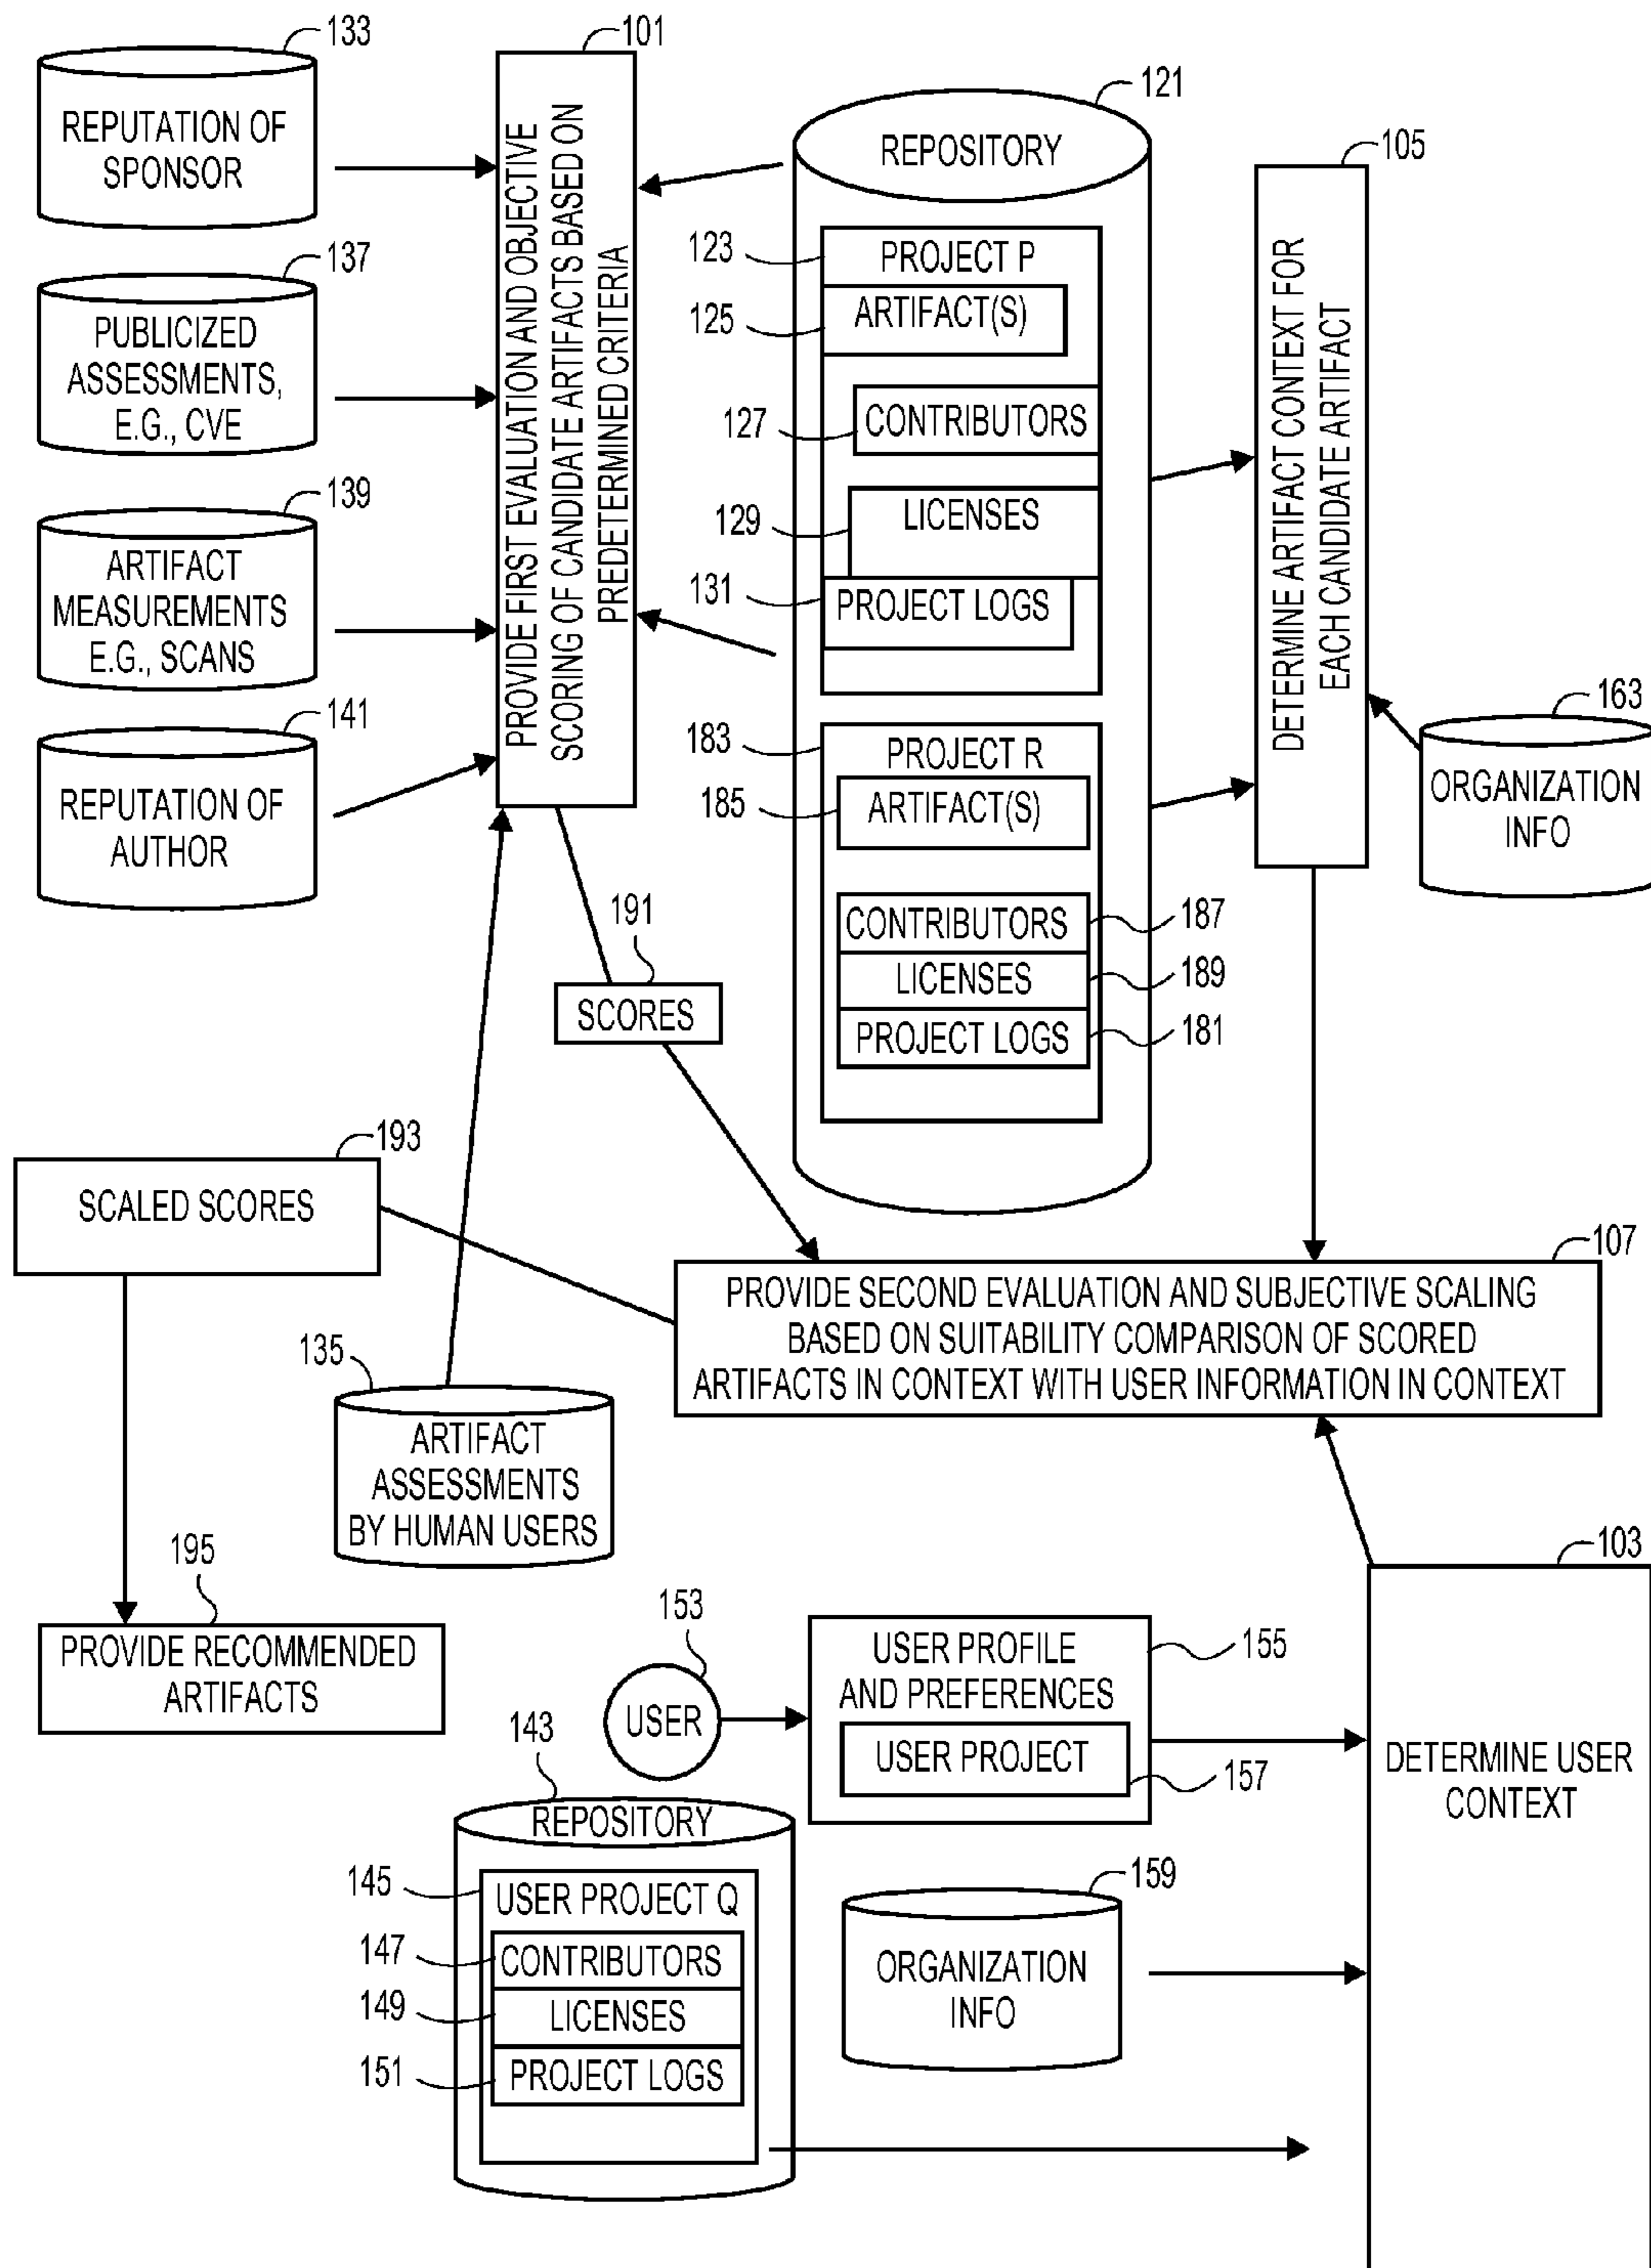 133
REPUTATION OF
SPONSOR
137
PUBLICIZED
ASSESSMENTS,
E.G., CVE
139
ARTIFACT
MEASUREMENTS
E.G., SCANS
141
REPUTATION OF
AUTHOR
101
PROVIDE FIRST EVALUATION AND OBJECTIVE
SCORING OF CANDIDATE ARTIFACTS BASED ON
PREDETERMINED CRITERIA
121
REPOSITORY
123
PROJECT P
125
ARTIFACT(S)
127
CONTRIBUTORS
129
LICENSES
131
PROJECT LOGS
183
PROJECT R
185
ARTIFACT(S)
CONTRIBUTORS
187
LICENSES
189
PROJECT LOGS
181
105
DETERMINE ARTIFACT CONTEXT FOR
EACH CANDIDATE ARTIFACT
163
ORGANIZATION
INFO
191
SCORES
193
SCALED SCORES
107
PROVIDE SECOND EVALUATION AND SUBJECTIVE SCALING
BASED ON SUITABILITY COMPARISON OF SCORED
ARTIFACTS IN CONTEXT WITH USER INFORMATION IN CONTEXT
135
ARTIFACT
ASSESSMENTS
BY HUMAN USERS
195
PROVIDE RECOMMENDED
ARTIFACTS
153
USER
USER PROFILE
AND PREFERENCES
155
USER PROJECT
157
103
DETERMINE USER
CONTEXT
143
REPOSITORY
145
USER PROJECT Q
147
CONTRIBUTORS
149
LICENSES
151
PROJECT LOGS
159
ORGANIZATION
INFO